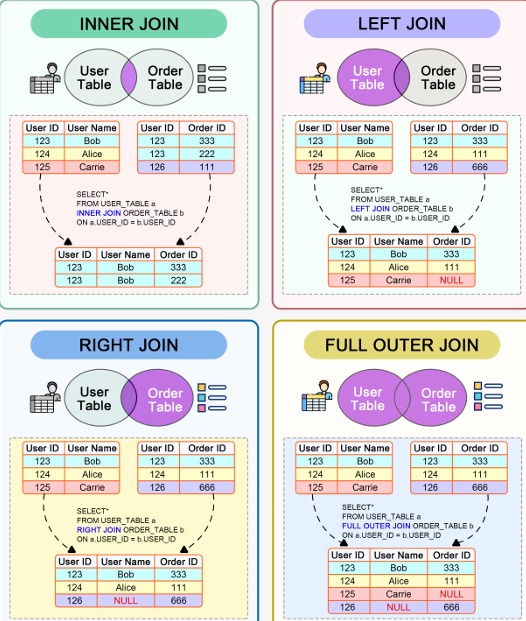 INNER JOIN
User Table
Order Table
User ID User Name
123 Bob
124 Alice
125 Carrie
User ID Order ID
123 333
123 222
126 111
SELECT*
FROM USER_TABLE a
INNER JOIN ORDER_TABLE b
ON a.USER_ID = b.USER_ID
User ID User Name Order ID
123 Bob 333
123 Bob 222
LEFT JOIN
User Table
Order Table
User ID User Name
123 Bob
124 Alice
125 Carrie
User ID Order ID
123 333
124 111
126 666
SELECT*
FROM USER_TABLE a
LEFT JOIN ORDER_TABLE b
ON a.USER_ID = b.USER_ID
User ID User Name Order ID
123 Bob 333
124 Alice 111
125 Carrie NULL
RIGHT JOIN
User Table
Order Table
User ID User Name
123 Bob
124 Alice
125 Carrie
User ID Order ID
123 333
124 111
126 666
SELECT*
FROM USER_TABLE a
RIGHT JOIN ORDER_TABLE b
ON a.USER_ID = b.USER_ID
User ID User Name Order ID
123 Bob 333
124 Alice 111
126 NULL 666
FULL OUTER JOIN
User Table
Order Table
User ID User Name
123 Bob
124 Alice
125 Carrie
User ID Order ID
123 333
124 111
126 666
SELECT*
FROM USER_TABLE a
FULL OUTER JOIN ORDER_TABLE b
ON a.USER_ID = b.USER_ID
User ID User Name Order ID
123 Bob 333
124 Alice 111
125 Carrie NULL
126 NULL 666